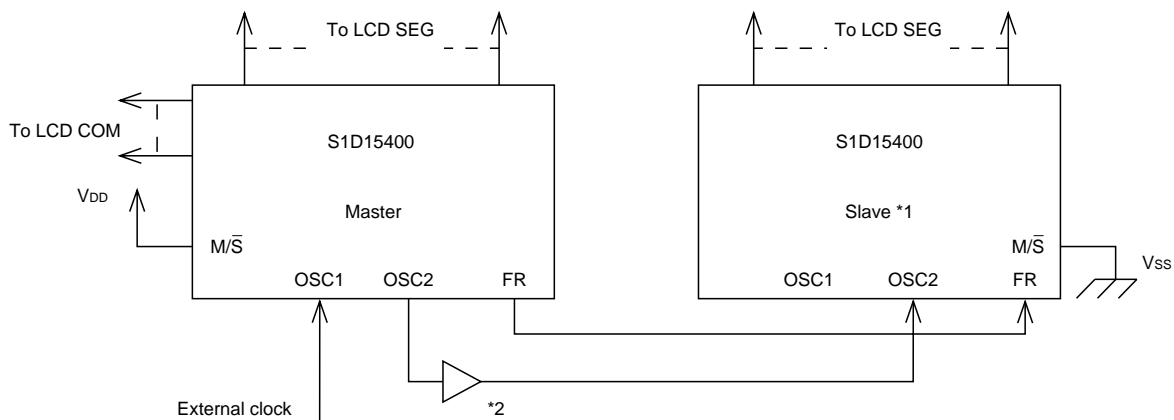 To LCD SEG
To LCD SEG
To LCD COM
S1D15400
S1D15400
VDD
Master
Slave *1
M/S̅
M/S̅
VSS
OSC1
OSC2
FR
OSC1
OSC2
FR
External clock
*2